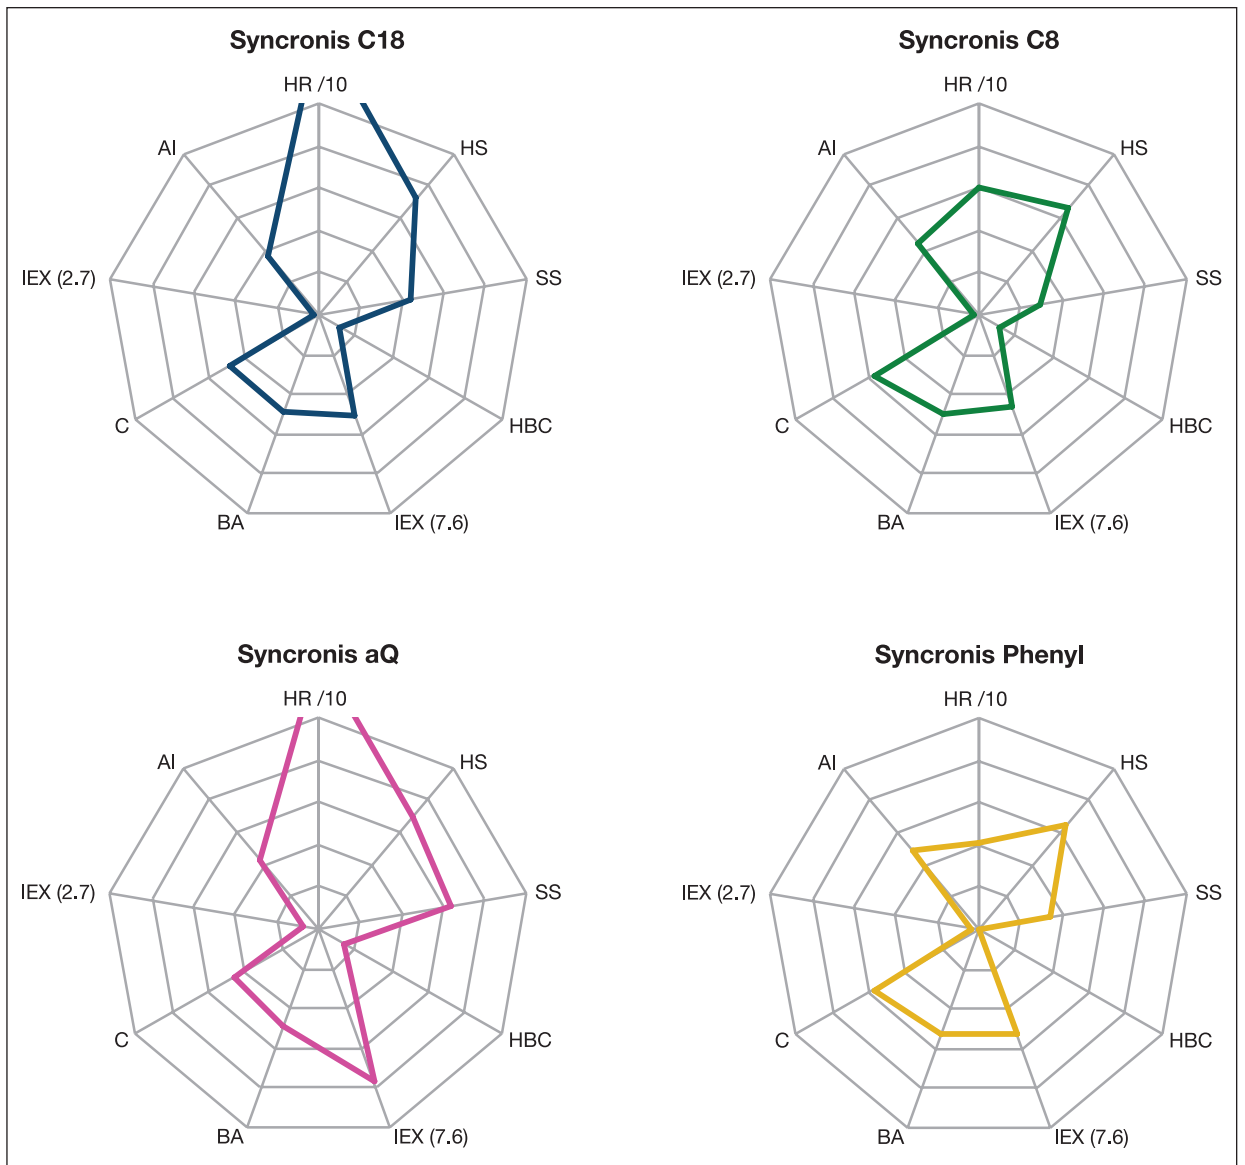 Syncronis C18
HR /10
AI
HS
IEX (2.7)
SS
C
HBC
BA
IEX (7.6)
Syncronis C8
HR /10
AI
HS
IEX (2.7)
SS
C
HBC
BA
IEX (7.6)
Syncronis aQ
HR /10
AI
HS
IEX (2.7)
SS
C
HBC
BA
IEX (7.6)
Syncronis Phenyl
HR /10
AI
HS
IEX (2.7)
SS
C
HBC
BA
IEX (7.6)